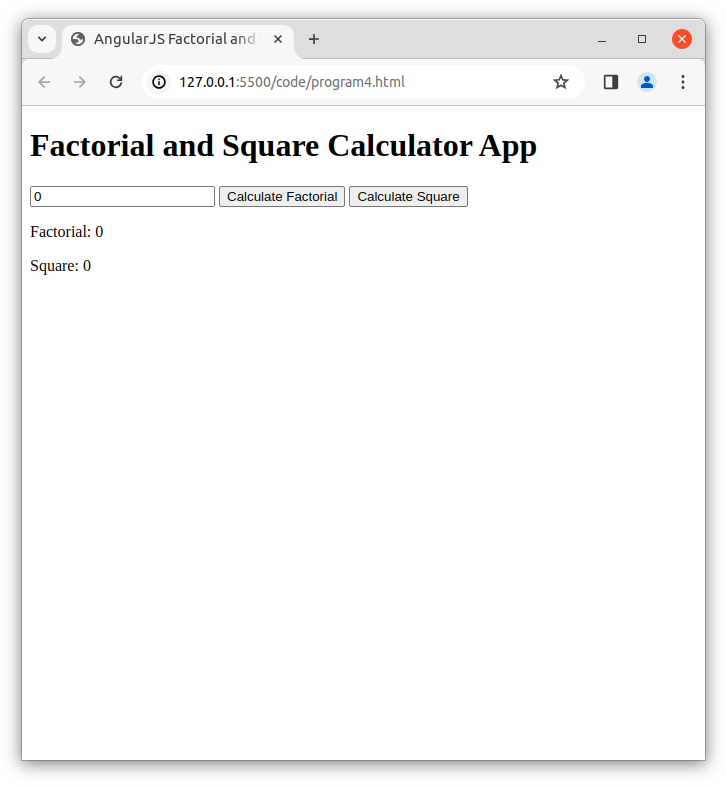 AngularJS Factorial and
127.0.0.1:5500/code/program4.html
Factorial and Square Calculator App
0 Calculate Factorial Calculate Square
Factorial: 0
Square: 0